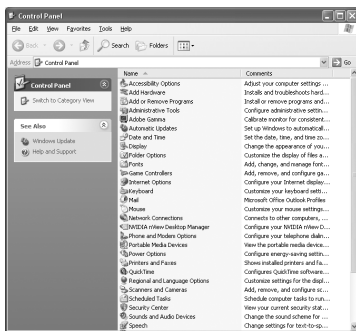 Control Panel
File Edit View Favorites Tools Help
Back Search Folders
Address Control Panel Go
Control Panel
Switch to Category View
See Also
Windows Update
Help and Support
Name Comments
Accessibility Options Adjust your computer settings ...
Add Hardware Installs and troubleshoots hard...
Add or Remove Programs Install or remove programs and...
Administrative Tools Configure administrative settin...
Adobe Gamma Calibrate monitor for consistent...
Automatic Updates Set up Windows to automaticall...
Date and Time Set the date, time, and time zo...
Display Change the appearance of you...
Folder Options Customize the display of files a...
Fonts Add, change, and manage font...
Game Controllers Add, remove, and configure ga...
Internet Options Configure your Internet display...
Keyboard Customize your keyboard setti...
Mail Microsoft Office Outlook Profiles
Mouse Customize your mouse settings...
Network Connections Connects to other computers, ...
NVIDIA nView Desktop Manager Configure your NVIDIA nView D...
Phone and Modem Options Configure your telephone dialin...
Portable Media Devices View the portable media device...
Power Options Configure energy-saving settin...
Printers and Faxes Shows installed printers and fa...
QuickTime Configures QuickTime software...
Regional and Language Options Customize settings for the displ...
Scanners and Cameras Add, remove, and configure sc...
Scheduled Tasks Schedule computer tasks to run...
Security Center View your current security stat...
Sounds and Audio Devices Change the sound scheme for ...
Speech Change settings for text-to-sp...